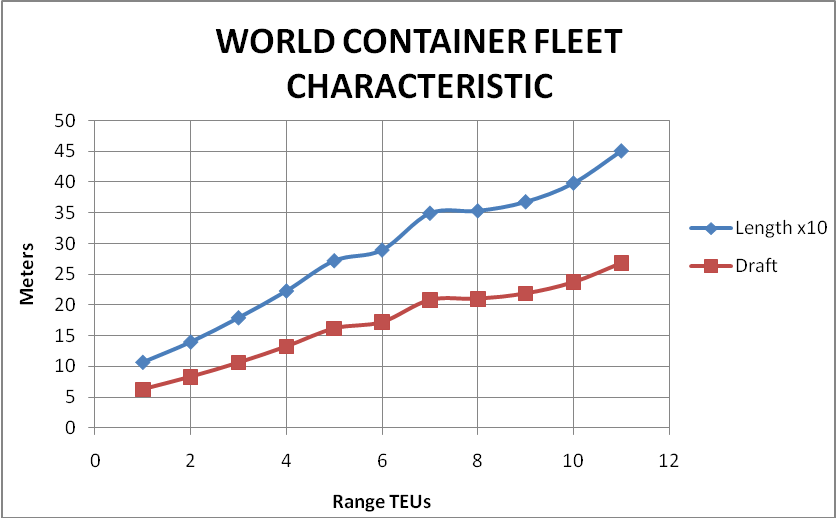 WORLD CONTAINER FLEET
CHARACTERISTIC
50
45
40
35
30
25
20
15
10
5
0
Meters
0 2 4 6 8 10 12
Range TEUs
Length x10
Draft